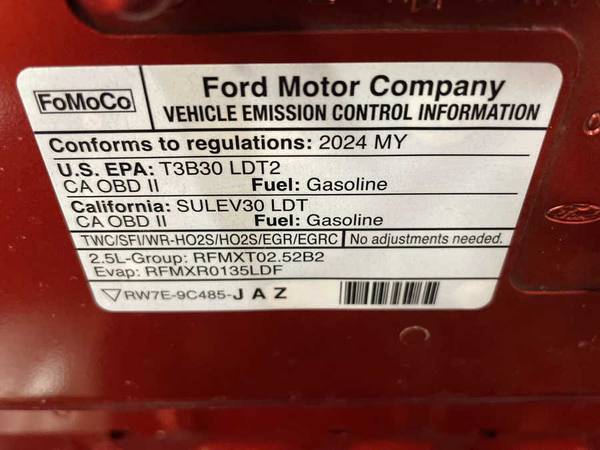 FoMoCo
Ford Motor Company
VEHICLE EMISSION CONTROL INFORMATION
Conforms to regulations: 2024 MY
U.S. EPA: T3B30 LDT2
CA OBD II Fuel: Gasoline
California: SULEV30 LDT
CA OBD II Fuel: Gasoline
TWC/SFI/WR-HO2S/HO2S/EGR/EGRC No adjustments needed.
2.5L-Group: RFMXT02.52B2
Evap: RFMXR0135LDF
RW7E-9C485-J A Z
Ford